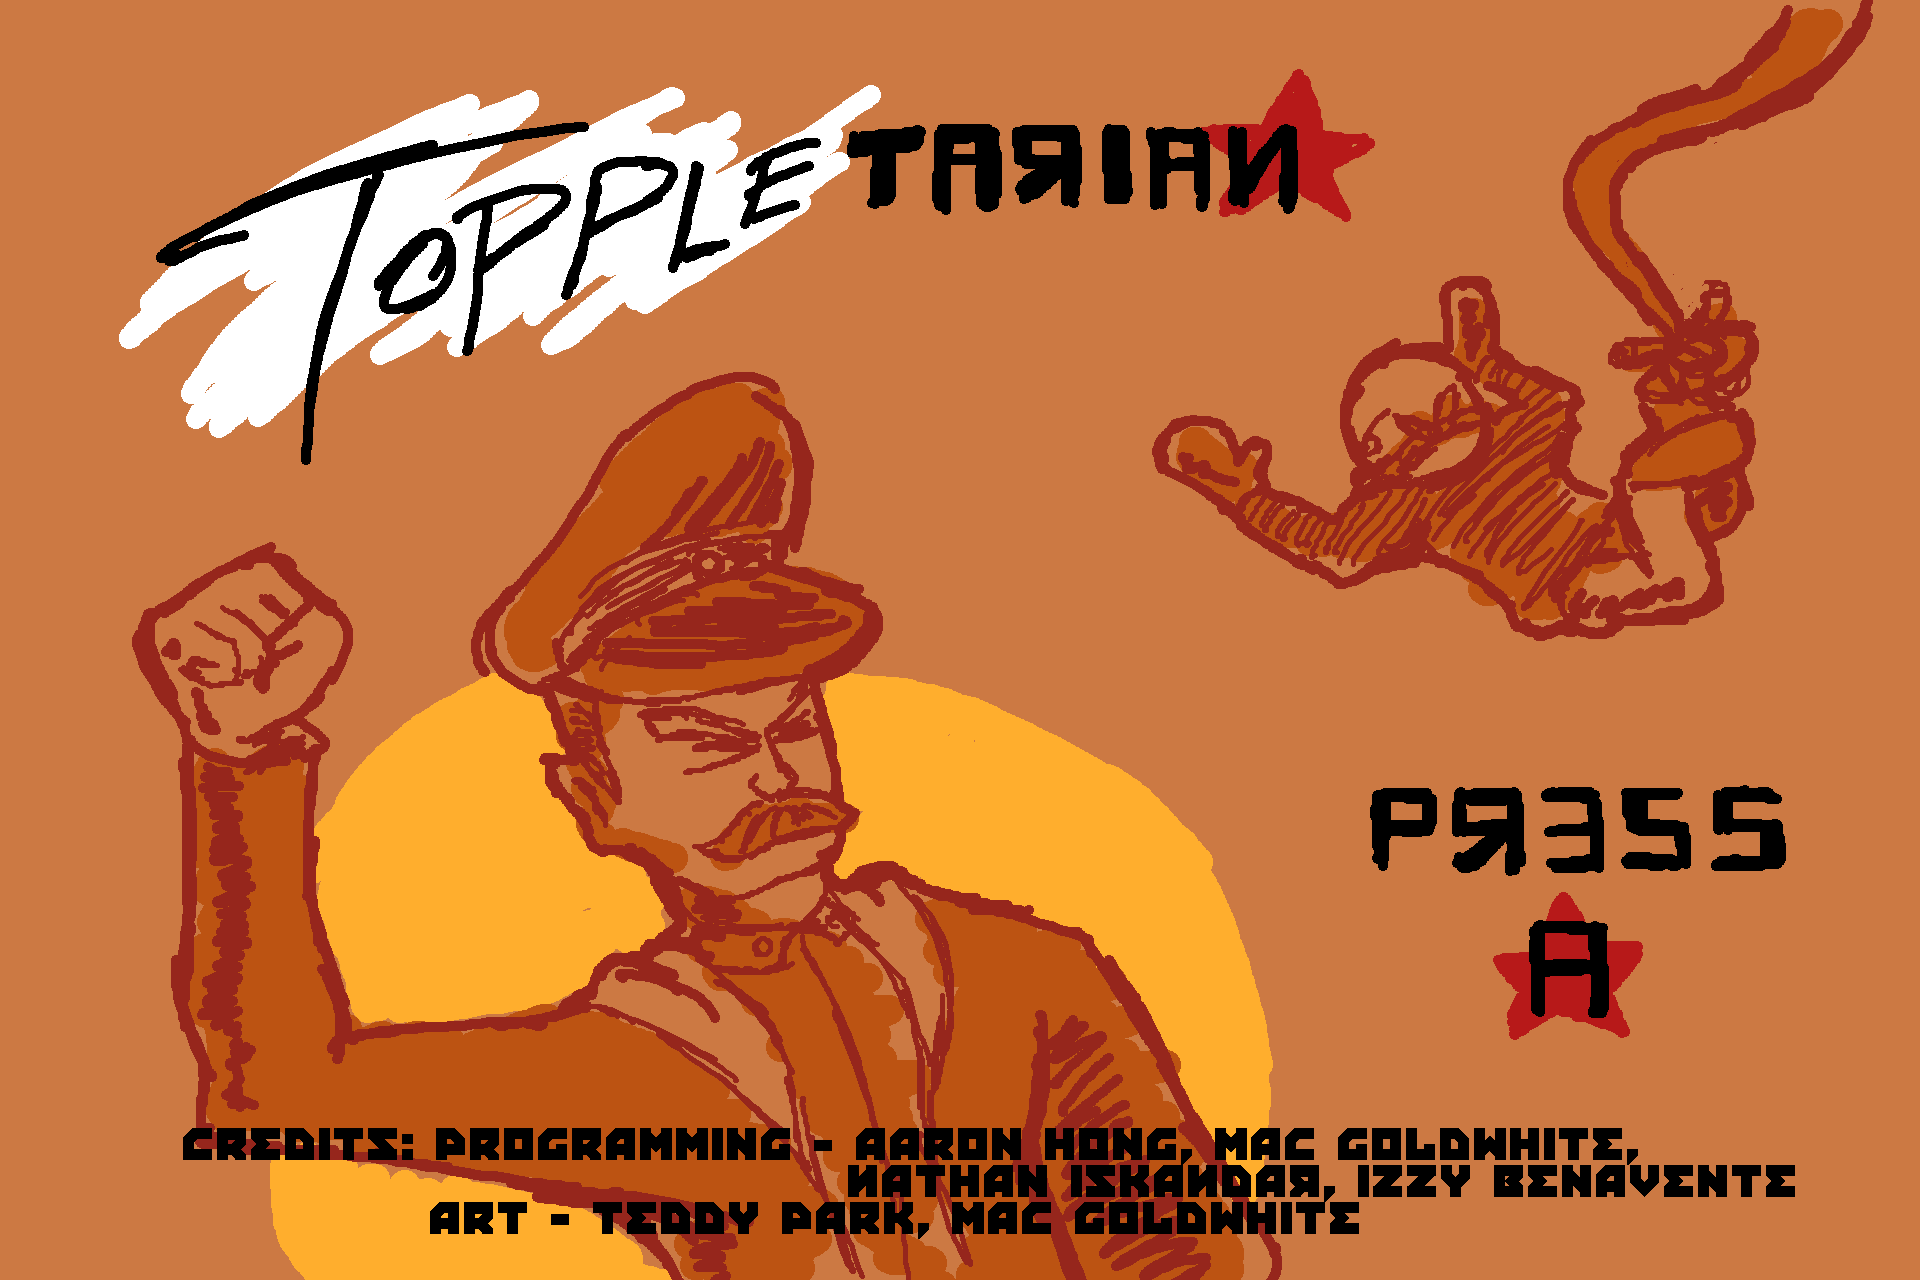 TOPPLETARIAN
PRESS
A
CREDITS: PROGRAMMING - AARON HONG, MAC GOLDWHITE,
NATHAN ISKANDAR, IZZY BENAVENTE
ART - TEDDY PARK, MAC GOLDWHITE